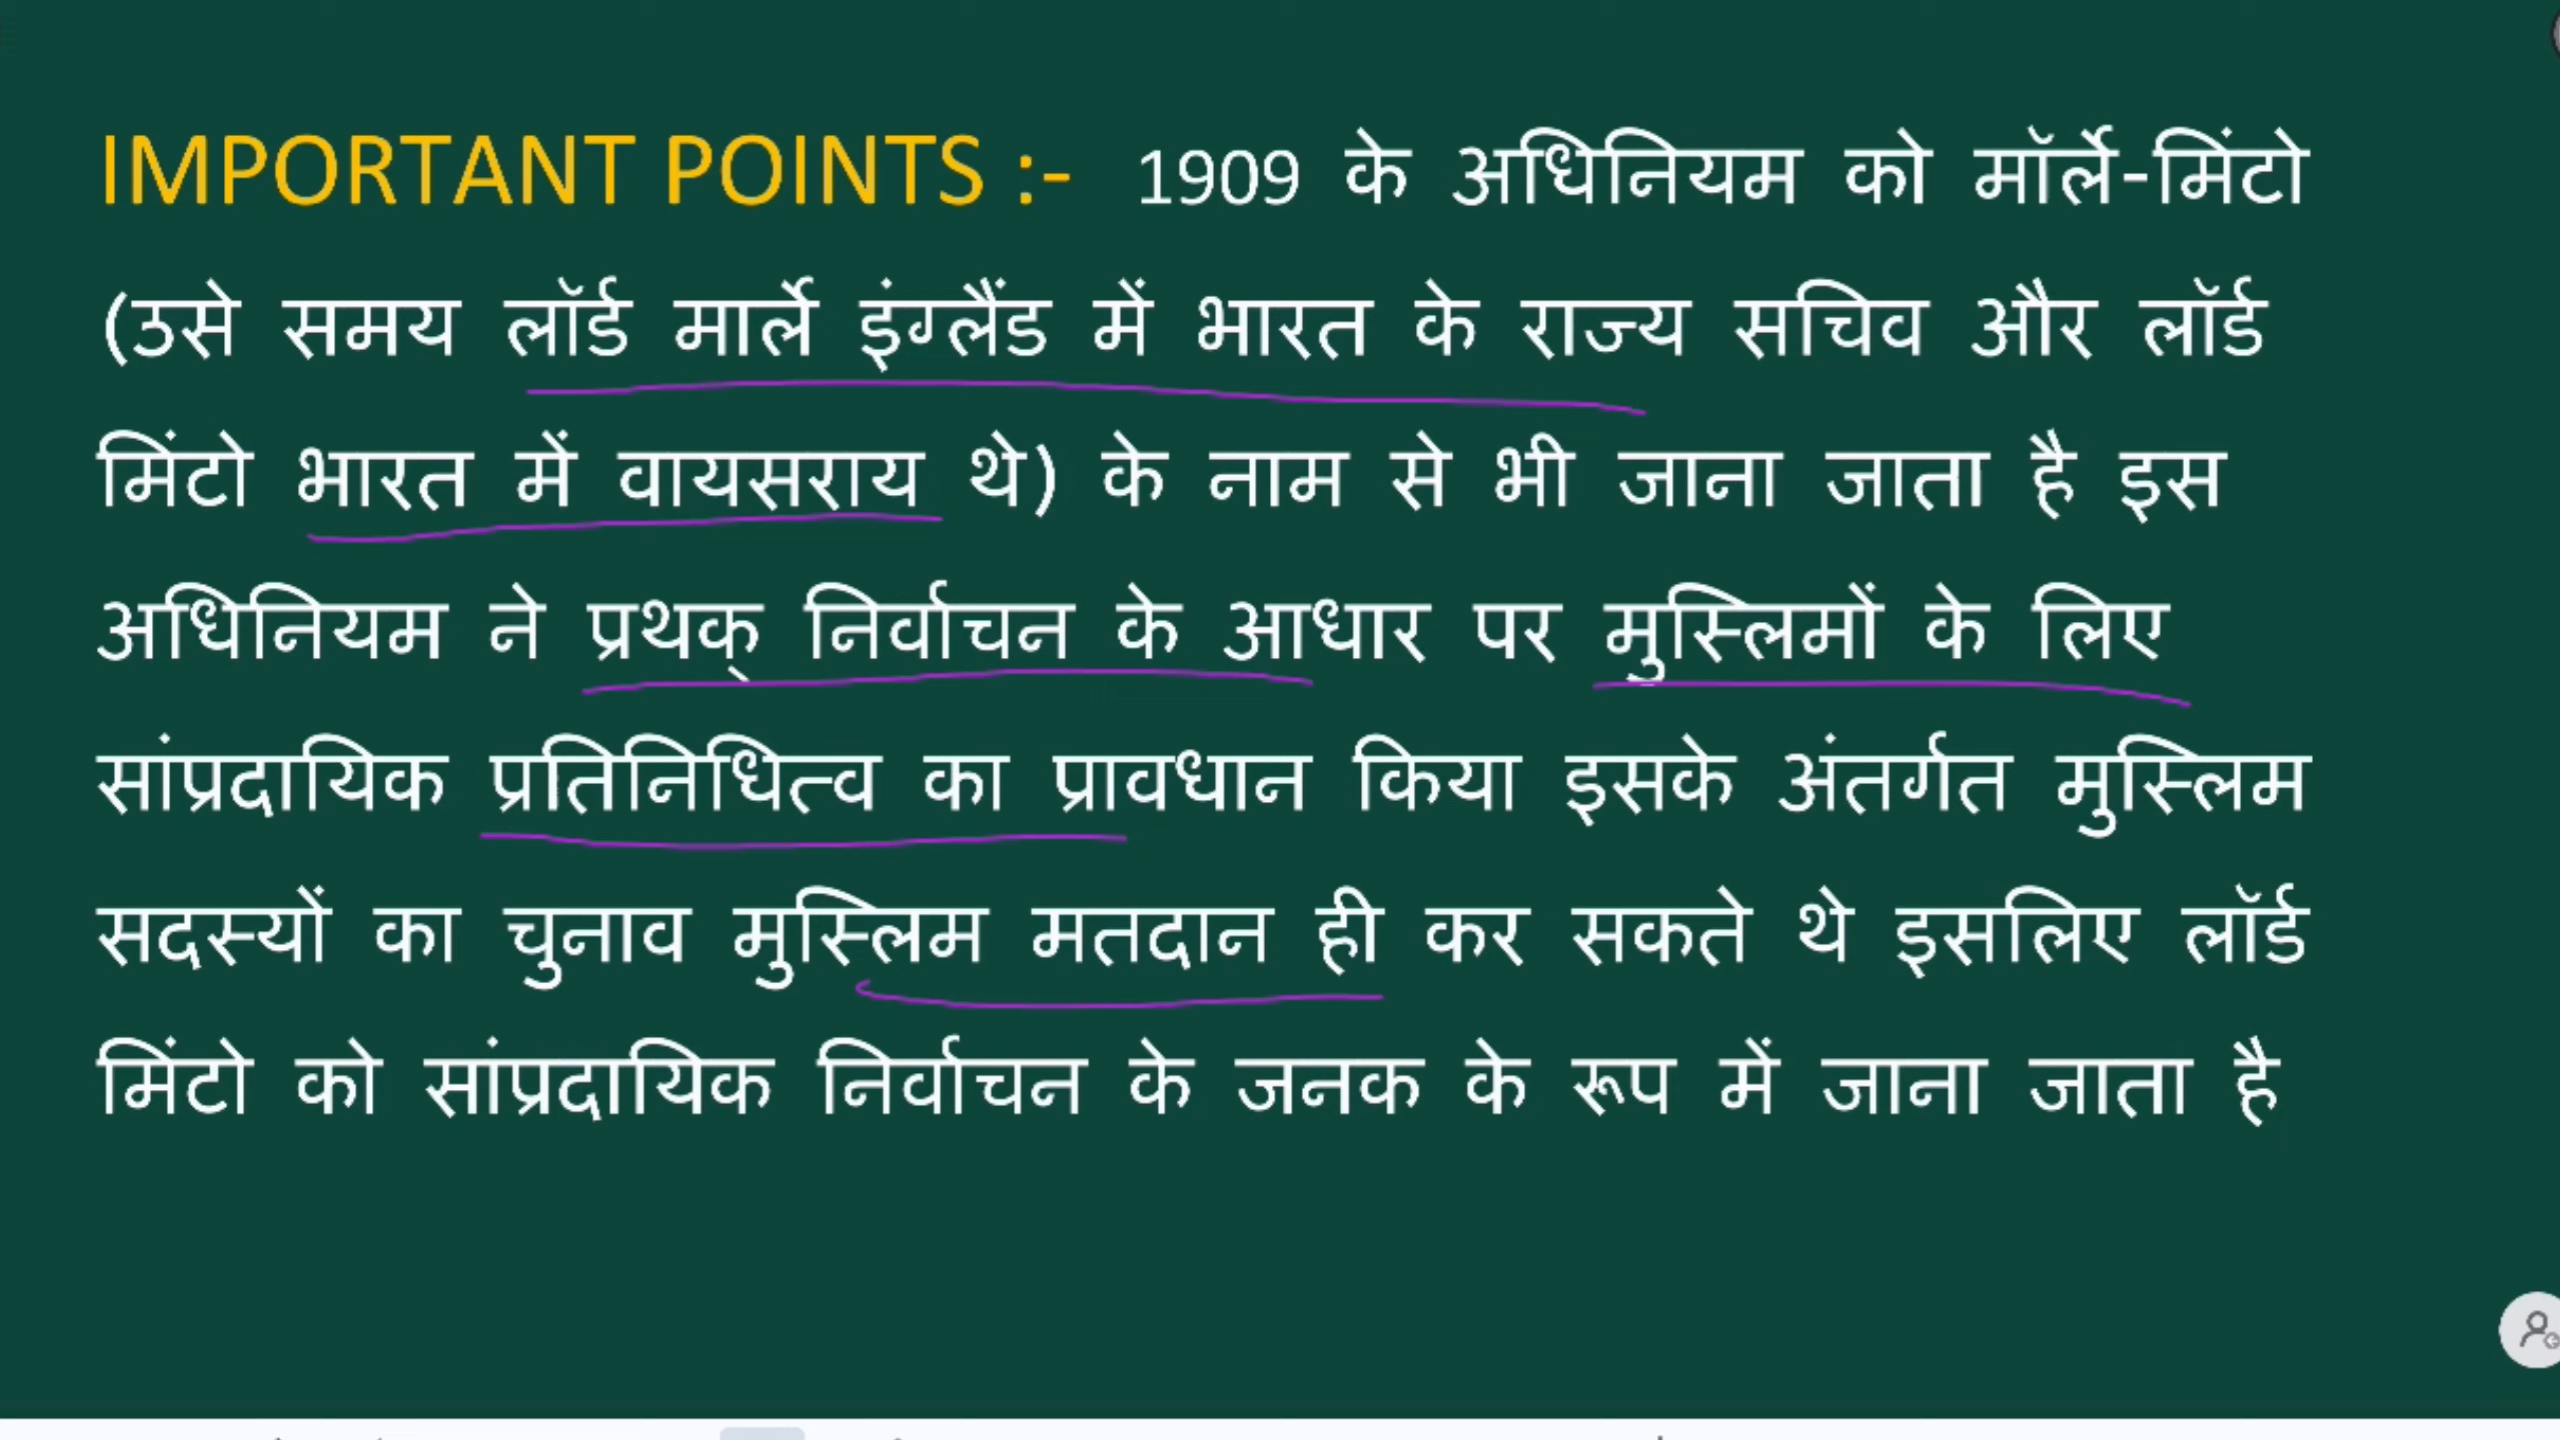 IMPORTANT POINTS :- 1909 के अधिनियम को मॉर्ले-मिंटो
(उसे समय लॉर्ड मार्ले इंग्लैंड में भारत के राज्य सचिव और लॉर्ड
मिंटो भारत में वायसराय थे) के नाम से भी जाना जाता है इस
अधिनियम ने प्रथक् निर्वाचन के आधार पर मुस्लिमों के लिए
सांप्रदायिक प्रतिनिधित्व का प्रावधान किया इसके अंतर्गत मुस्लिम
सदस्यों का चुनाव मुस्लिम मतदान ही कर सकते थे इसलिए लॉर्ड
मिंटो को सांप्रदायिक निर्वाचन के जनक के रूप में जाना जाता है